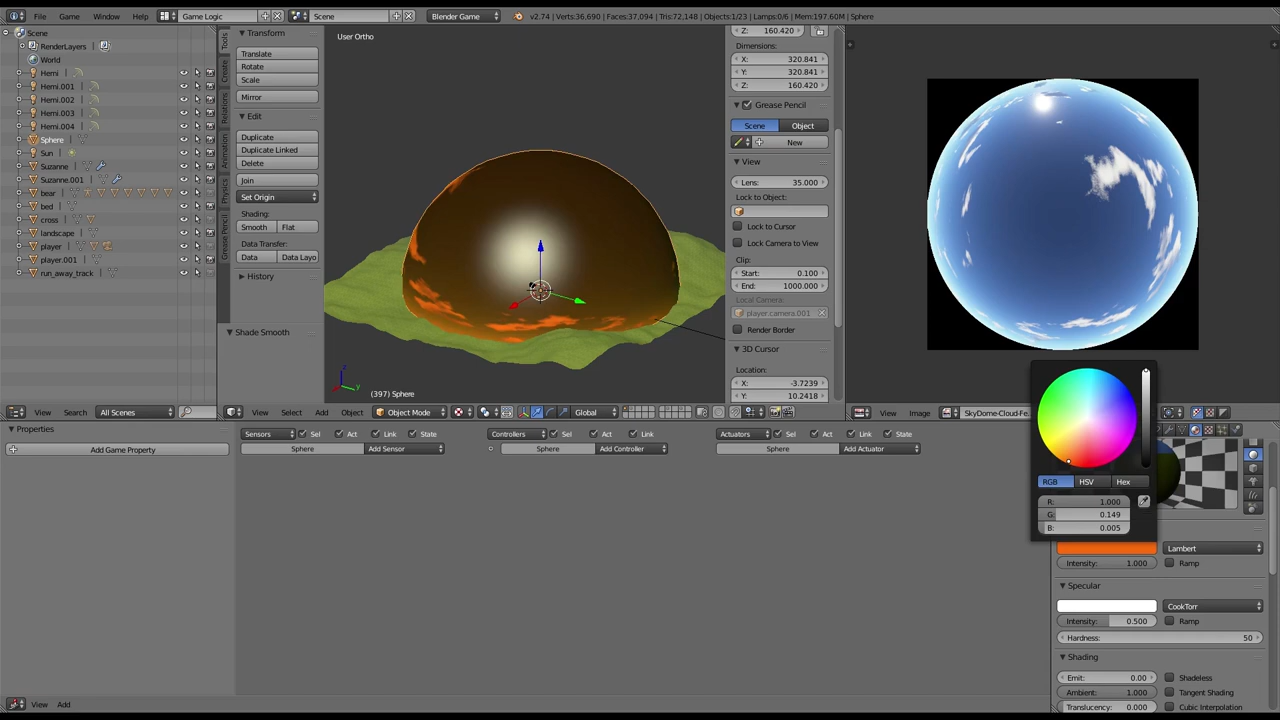 File Game Window Help Game Logic Scene Blender Game v2.74 | Verts:36,690 | Faces:37,094 | Tris:72,148 | Objects:1/23 | Lamps:0/6 | Mem:197.60M | Sphere
Scene
RenderLayers
World
Hemi
Hemi.001
Hemi.002
Hemi.003
Hemi.004
Sphere
Sun
Suzanne
Suzanne.001
bear
bed
cross
landscape
player
player.001
run_away_track
View Search All Scenes
Tools
Create
Relations
Animation
Physics
Grease Pencil
Transform
Translate
Rotate
Scale
Mirror
Edit
Duplicate
Duplicate Linked
Delete
Join
Set Origin
Shading:
Smooth Flat
Data Transfer:
Data Data Layo
History
Shade Smooth
User Ortho
(397) Sphere
View Select Add Object Object Mode Global
Z: 160.420
Dimensions:
X: 320.841
Y: 320.841
Z: 160.420
Grease Pencil
Scene Object
New
View
Lens: 35.000
Lock to Object:
Lock to Cursor
Lock Camera to View
Clip:
Start: 0.100
End: 1000.000
Local Camera:
player.camera.001
Render Border
3D Cursor
Location:
X: -3.7239
Y: 10.2418
View Image SkyDome-Cloud-Fe..
RGB HSV Hex
R: 1.000
G: 0.149
B: 0.005
Properties
Add Game Property
Sensors Sel Act Link State
Sphere Add Sensor
Controllers Sel Act Link
Sphere Add Controller
Actuators Sel Act Link State
Sphere Add Actuator
Lambert
Intensity: 1.000 Ramp
Specular
CookTorr
Intensity: 0.500 Ramp
Hardness: 50
Shading
Emit: 0.00 Shadeless
Ambient: 1.000 Tangent Shading
Translucency: 0.000 Cubic Interpolation
View Add